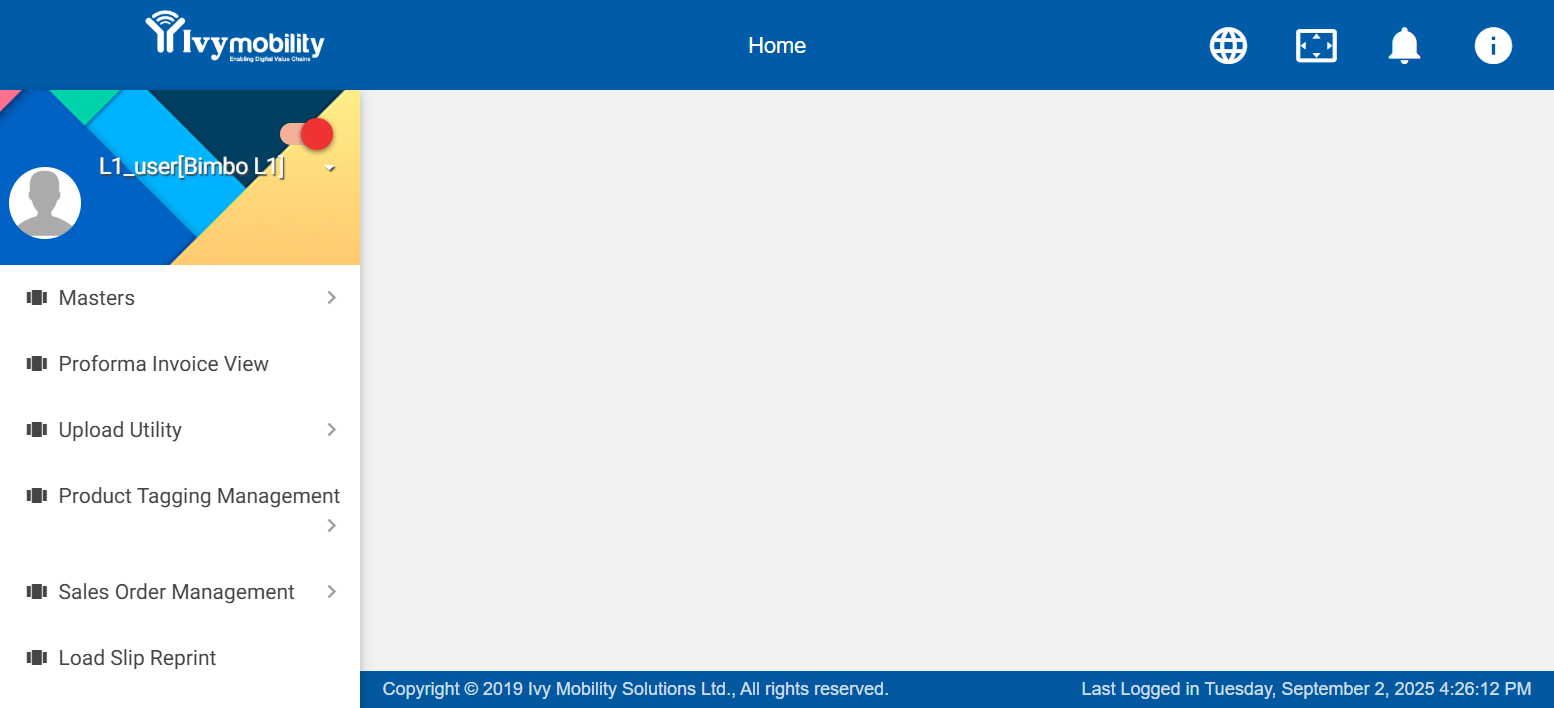 Ivymobility
Enabling Digital Value Chains
Home
L1_user[Bimbo L1]
Masters
Proforma Invoice View
Upload Utility
Product Tagging Management
Sales Order Management
Load Slip Reprint
Copyright © 2019 Ivy Mobility Solutions Ltd., All rights reserved.
Last Logged in Tuesday, September 2, 2025 4:26:12 PM